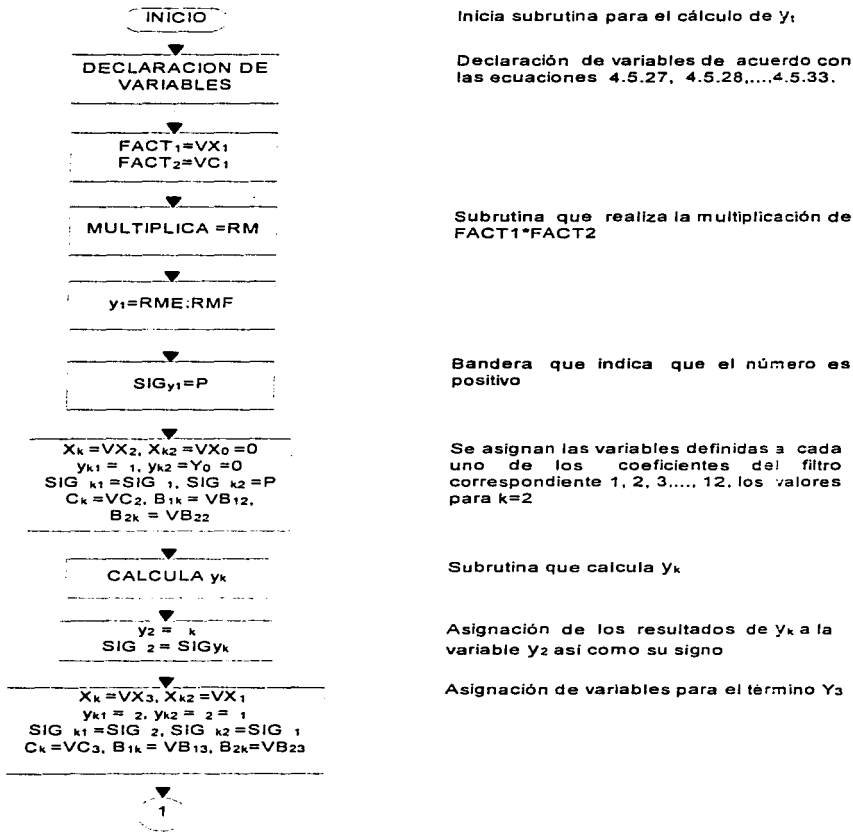 INICIO
Inicia subrutina para el cálculo de yt
DECLARACION DE
VARIABLES
Declaración de variables de acuerdo con
las ecuaciones 4.5.27, 4.5.28,...,4.5.33.
FACT1=VX1
FACT2=VC1
MULTIPLICA =RM
Subrutina que realiza la multiplicación de
FACT1*FACT2
y1=RME:RMF
SIGy1=P
Bandera que indica que el número es
positivo
Xk=VX2, Xk2=VX0=0
yk1 = 1, yk2=Y0=0
SIG k1=SIG 1, SIG k2=P
Ck=VC2, B1k = VB12,
B2k = VB22
Se asignan las variables definidas a cada
uno de los coeficientes del filtro
correspondiente 1, 2, 3...., 12, los valores
para k=2
CALCULA yk
Subrutina que calcula yk
y2 = k
SIG 2 = SIGyk
Asignación de los resultados de yk a la
variable y2 así como su signo
Xk=VX3, Xk2=VX1
yk1 = 2, yk2 = 2 = 1
SIG k1=SIG 2, SIG k2=SIG 1
Ck=VC3, B1k = VB13, B2k=VB23
Asignación de variables para el término Y3
1